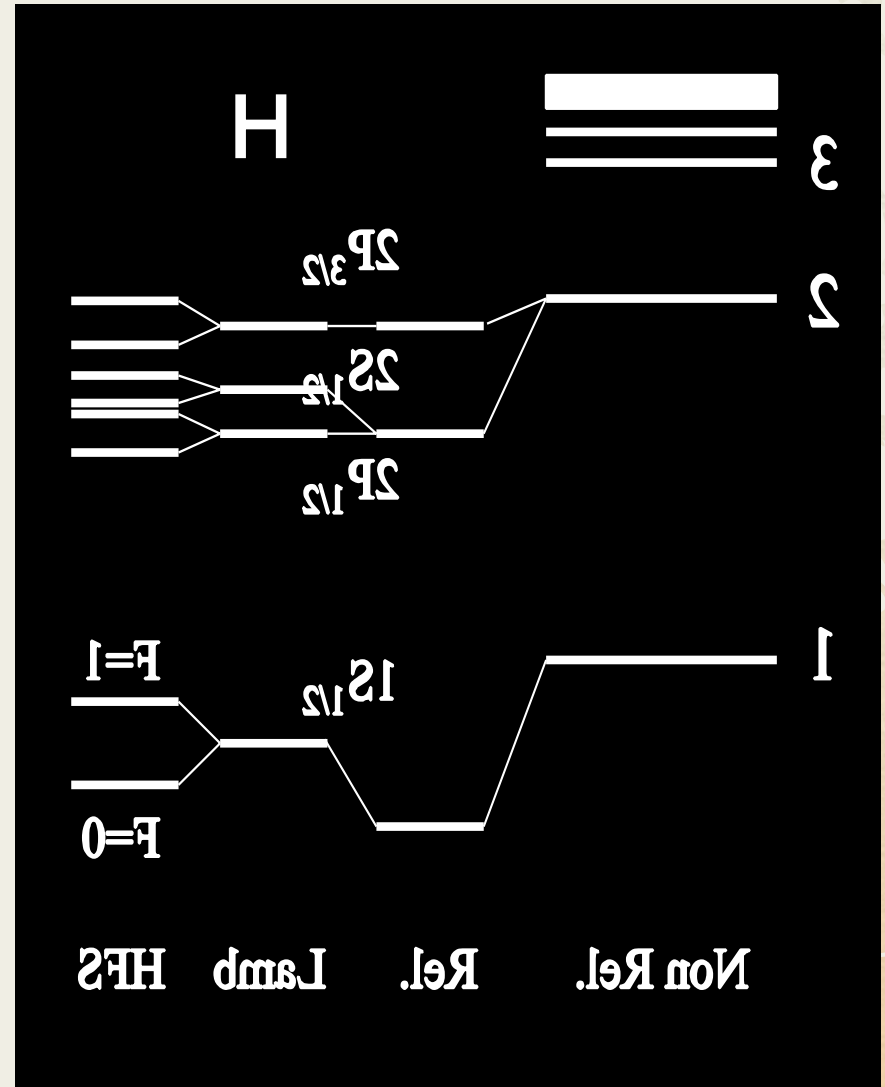 H
3
2P3/2
2
2S1/2
2P1/2
1
1S1/2
F=1
F=0
Non Rel.
Rel.
Lamb
HFS